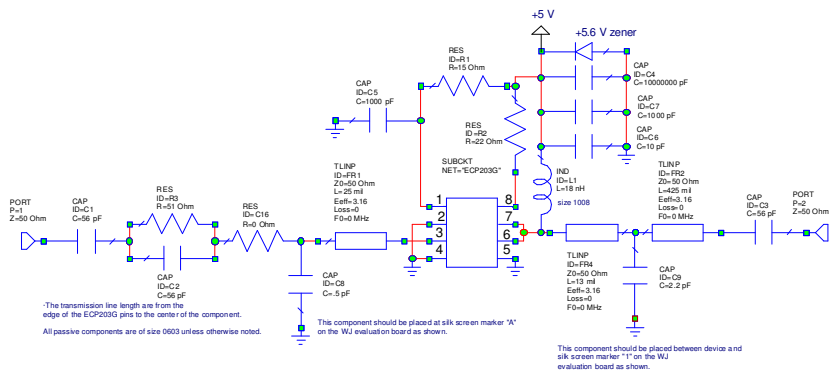 +5 V
+5.6 V zener
RES
ID=R1
R=15 Ohm
CAP
ID=C4
C=10000000 pF
CAP
ID=C5
C=1000 pF
CAP
ID=C7
C=1000 pF
RES
ID=R2
R=22 Ohm
CAP
ID=C6
C=10 pF
SUBCKT
NET="ECP203G"
IND
ID=L1
L=18 nH
size 1008
TLINP
ID=FR1
Z0=50 Ohm
L=25 mil
Eeff=3.16
Loss=0
F0=0 MHz
TLINP
ID=FR2
Z0=50 Ohm
L=425 mil
Eeff=3.16
Loss=0
F0=0 MHz
PORT
P=1
Z=50 Ohm
CAP
ID=C1
C=56 pF
RES
ID=R3
R=51 Ohm
RES
ID=C16
R=0 Ohm
1
2
3
4
8
7
6
5
CAP
ID=C3
C=56 pF
PORT
P=2
Z=50 Ohm
CAP
ID=C2
C=56 pF
CAP
ID=C8
C=.5 pF
TLINP
ID=FR4
Z0=50 Ohm
L=13 mil
Eeff=3.16
Loss=0
F0=0 MHz
CAP
ID=C9
C=2.2 pF
-The transmission line length are from the
edge of the ECP203G pins to the center of the component.
All passive components are of size 0603 unless otherwise noted.
This component should be placed at silk screen marker "A"
on the WJ evaluation board as shown.
This component should be placed between device and
silk screen marker "1" on the WJ
evaluation board as shown.